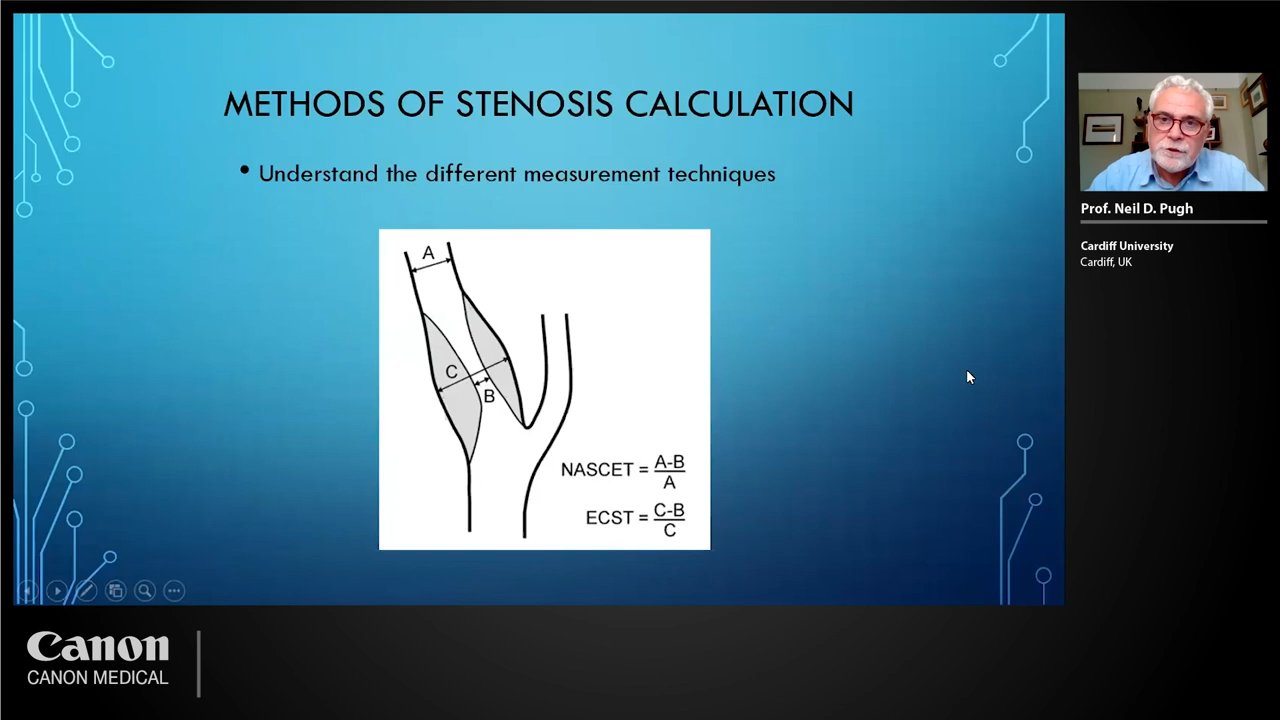 METHODS OF STENOSIS CALCULATION
• Understand the different measurement techniques
A
C
B
NASCET = A-B
A
ECST = C-B
C
Prof. Neil D. Pugh
Cardiff University
Cardiff, UK
Canon
CANON MEDICAL